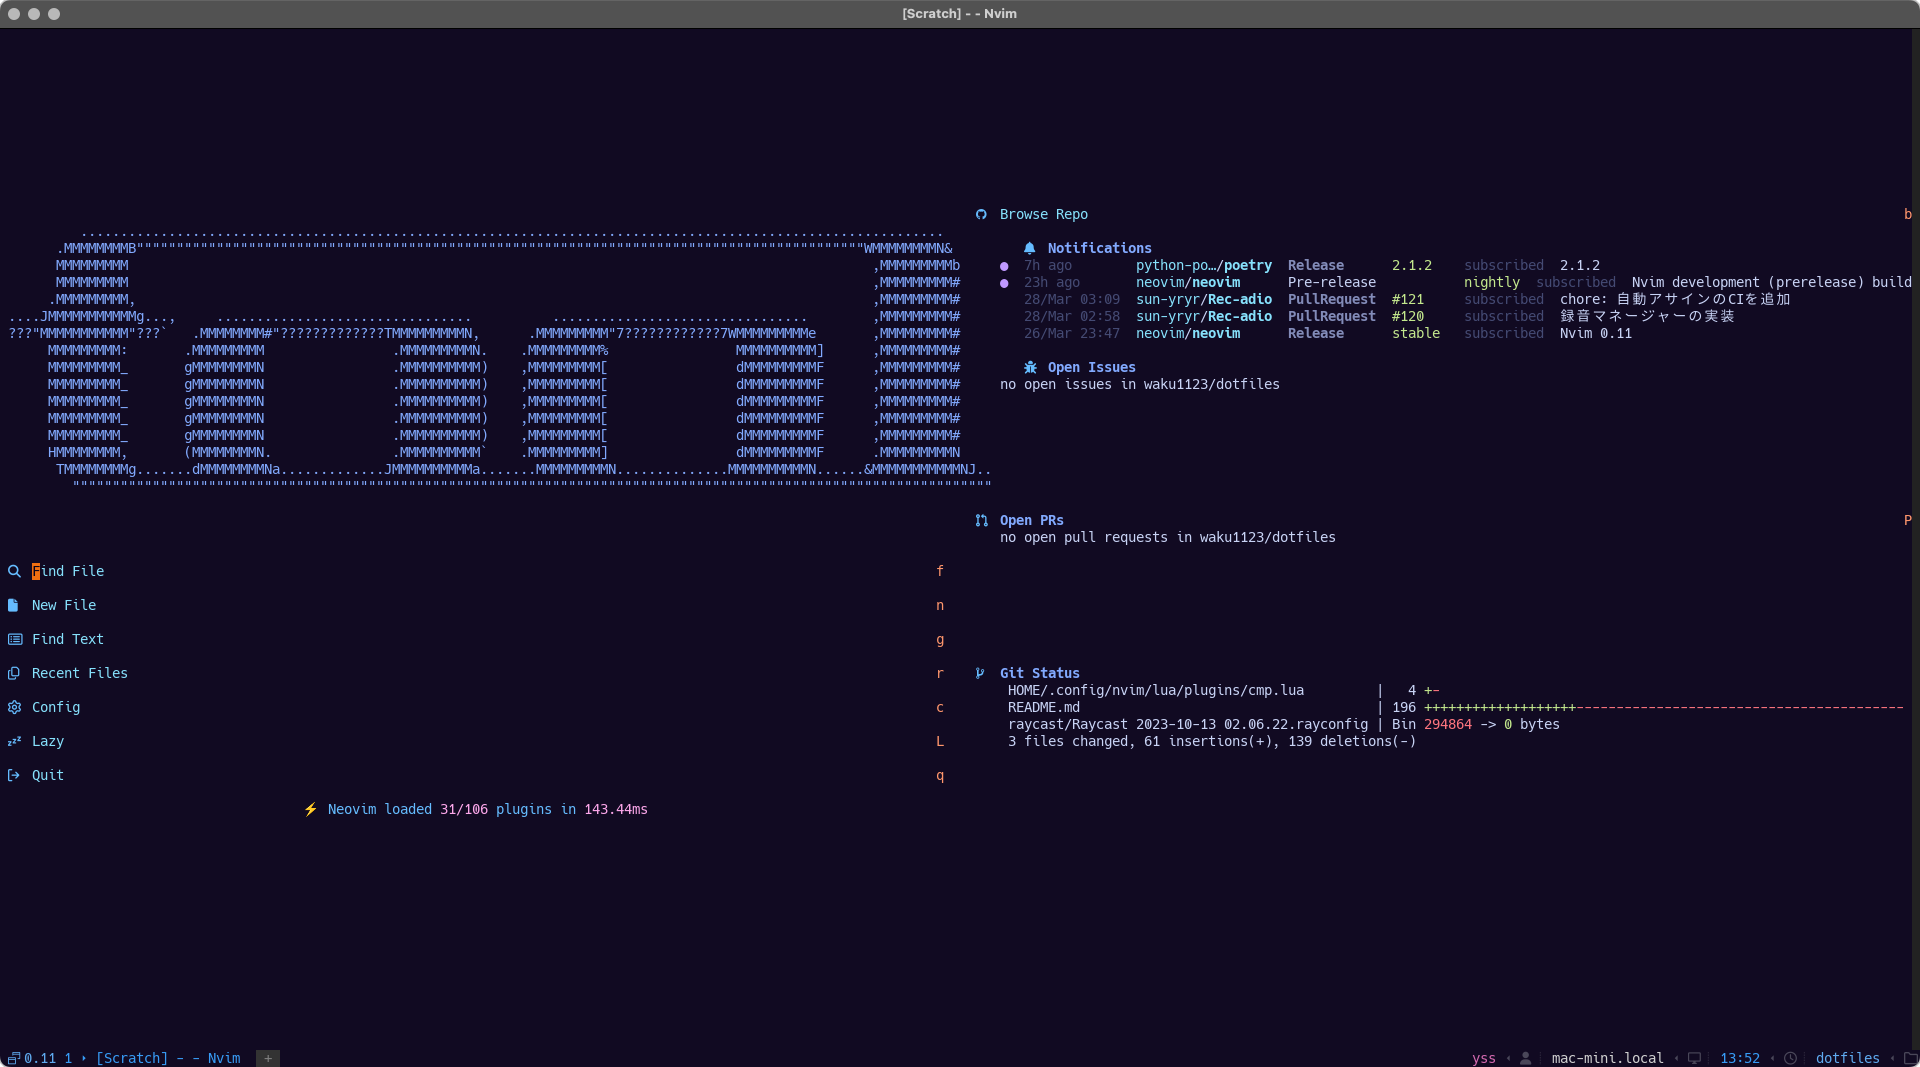 [Scratch] - - Nvim
Browse Repo b
Notifications
7h ago python-po…/poetry Release 2.1.2 subscribed 2.1.2
23h ago neovim/neovim Pre-release nightly subscribed Nvim development (prerelease) build
28/Mar 03:09 sun-yryr/Rec-adio PullRequest #121 subscribed chore: 自動アサインのCIを追加
28/Mar 02:58 sun-yryr/Rec-adio PullRequest #120 subscribed 録音マネージャーの実装
26/Mar 23:47 neovim/neovim Release stable subscribed Nvim 0.11
Open Issues
no open issues in waku1123/dotfiles
Open PRs P
no open pull requests in waku1123/dotfiles
Find File f
New File n
Find Text g
Recent Files r
Config c
Lazy L
Quit q
⚡ Neovim loaded 31/106 plugins in 143.44ms
Git Status
HOME/.config/nvim/lua/plugins/cmp.lua | 4 +-
README.md | 196 +++++++++++++++++++-----------------------------------------
raycast/Raycast 2023-10-13 02.06.22.rayconfig | Bin 294864 -> 0 bytes
3 files changed, 61 insertions(+), 139 deletions(-)
0.11 1 [Scratch] - - Nvim +
yss mac-mini.local 13:52 dotfiles